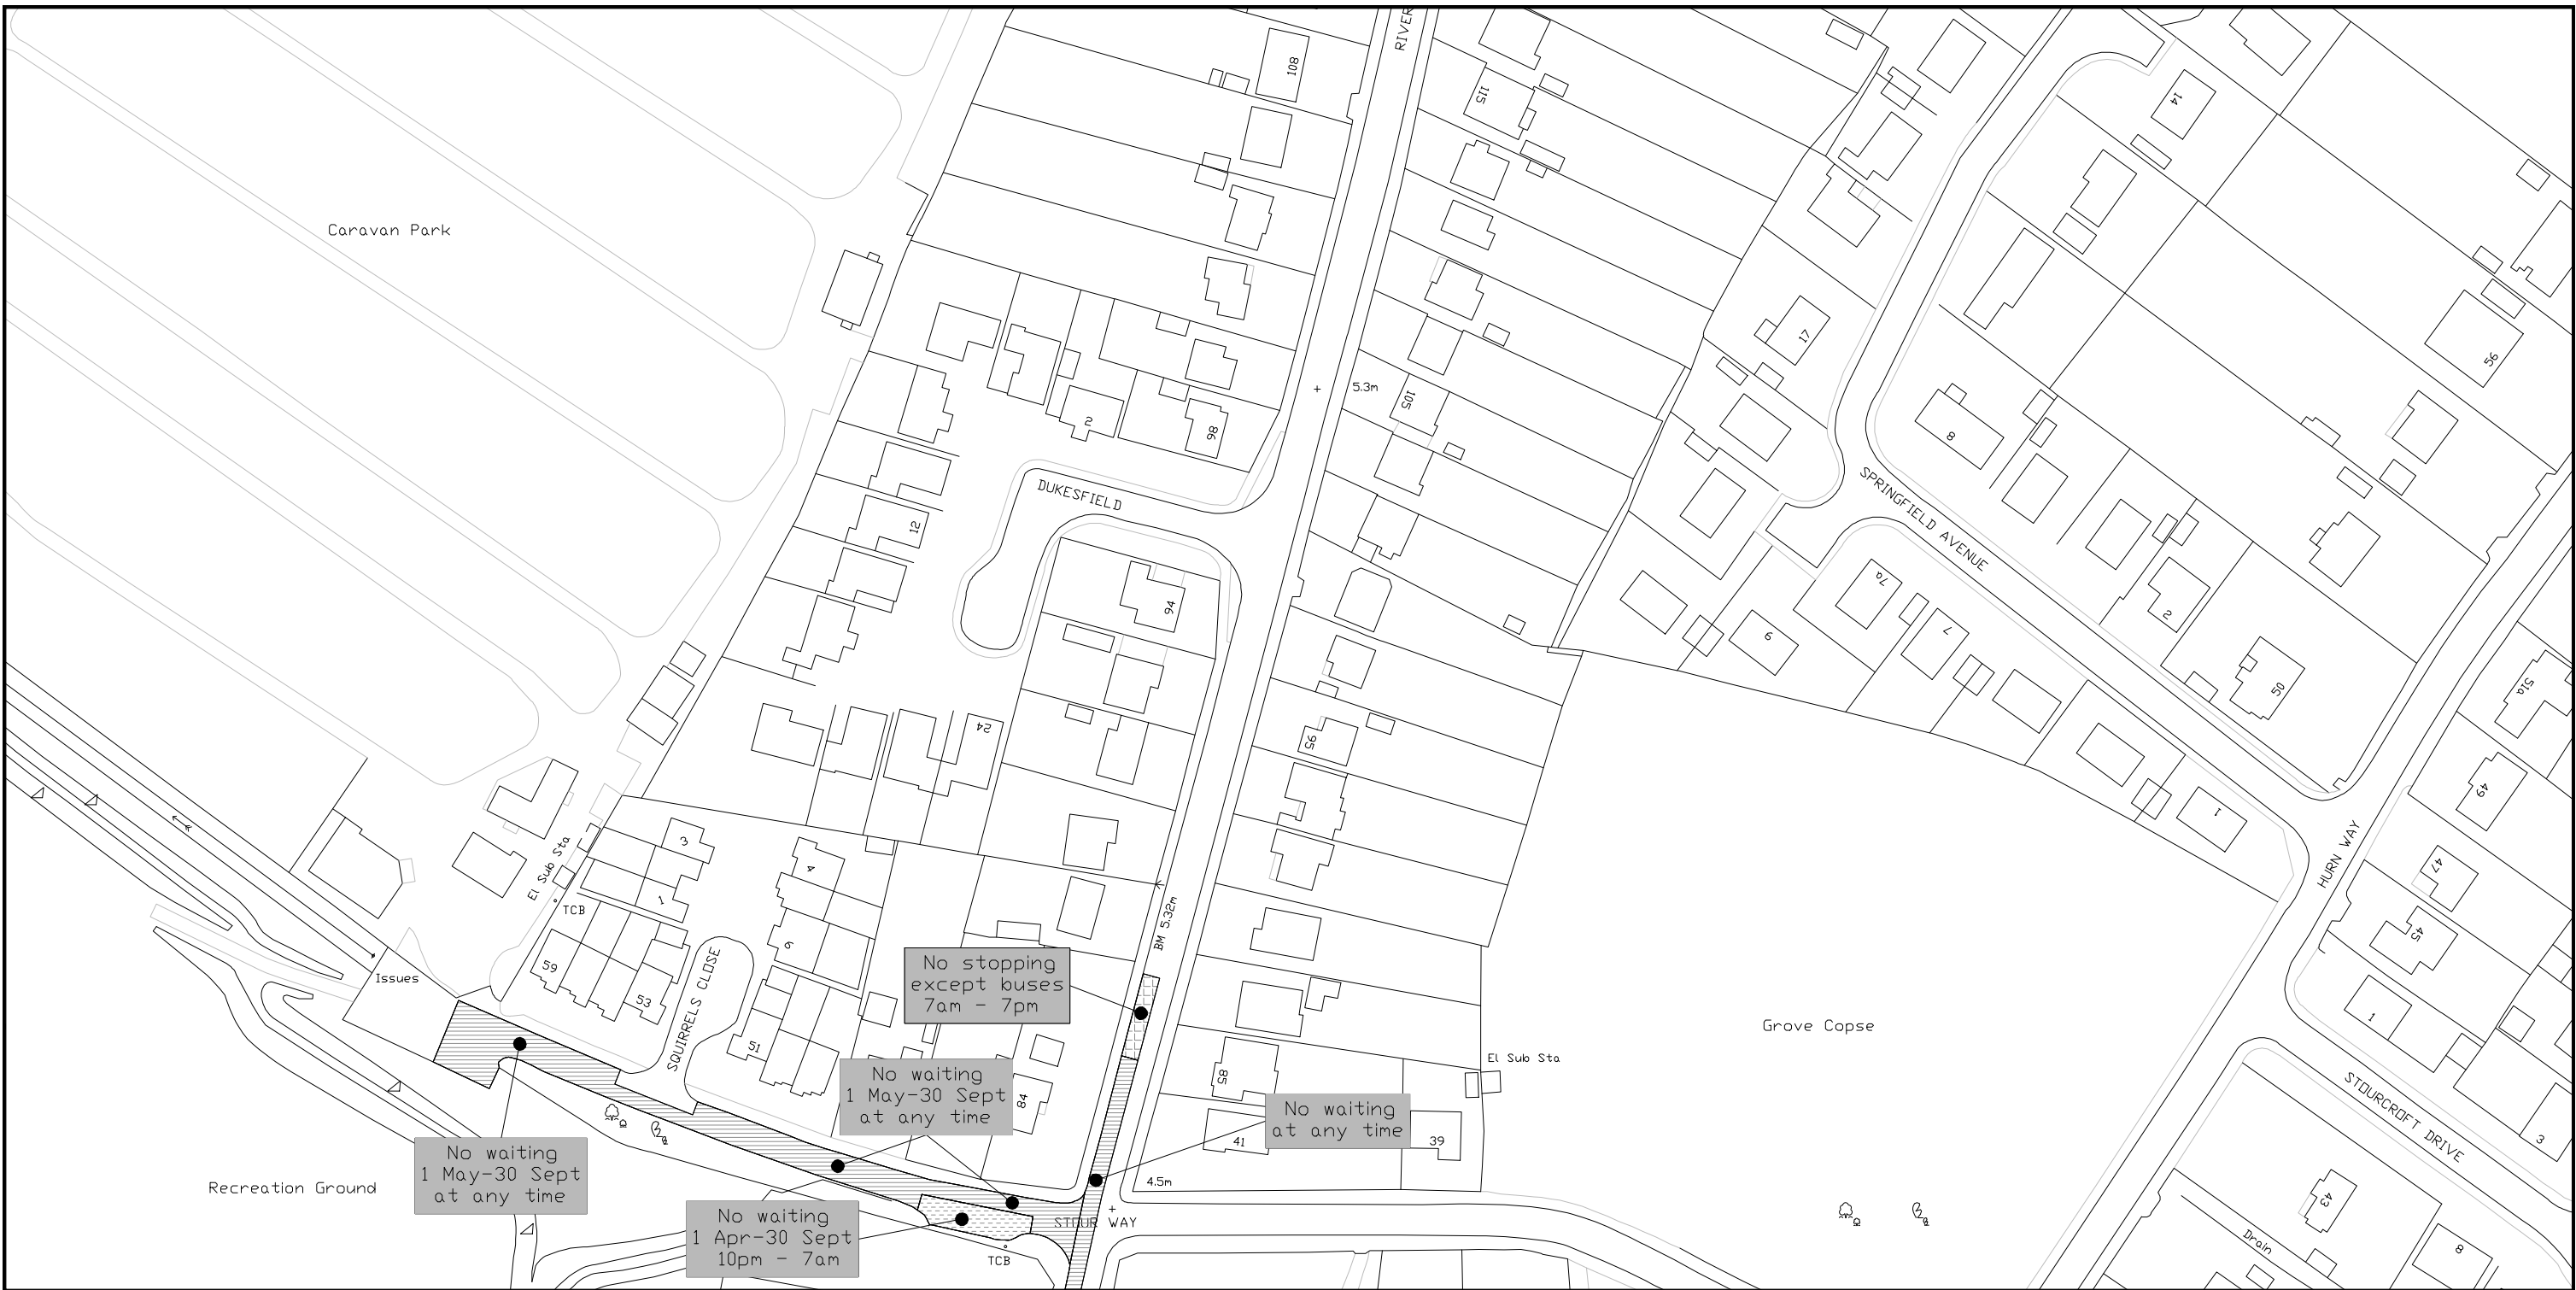 RIVER
108
115
14
Caravan Park
17
56
5.3m
105
2
98
8
SPRINGFIELD AVENUE
DUKESFIELD
12
94
7a
7
9
2
50
51a
24
95
49
HURN WAY
1
47
45
1
3
4
El Sub Sta
1
TCB
6
BM 5.32m
59
53
SQUIRRELS CLOSE
51
Issues
No stopping
except buses
7am - 7pm
Grove Copse
El Sub Sta
85
84
STOURCROFT DRIVE
3
No waiting
1 May-30 Sept
at any time
No waiting
at any time
41
39
No waiting
1 May-30 Sept
at any time
Recreation Ground
4.5m
43
No waiting
1 Apr-30 Sept
10pm - 7am
STOUR WAY
TCB
Drain
8